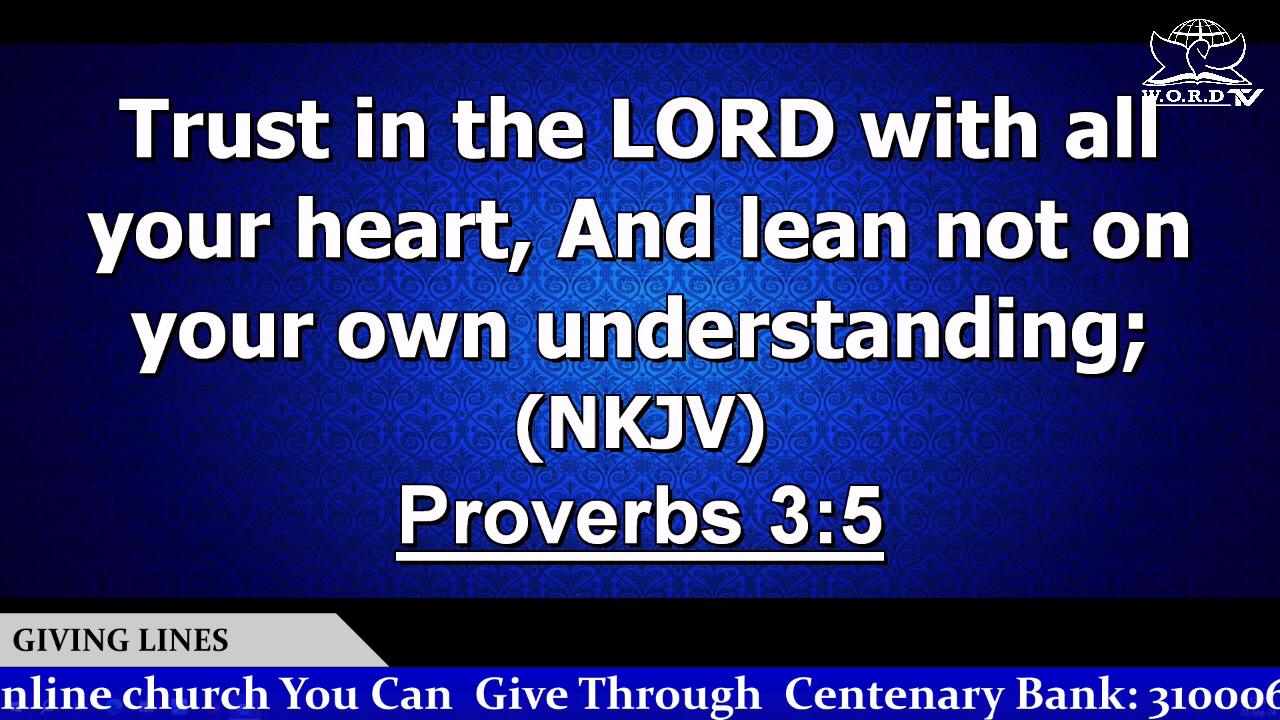 W.O.R.D TV
Trust in the LORD with all
your heart, And lean not on
your own understanding;
(NKJV)
Proverbs 3:5
GIVING LINES
nline church You Can Give Through Centenary Bank: 310006